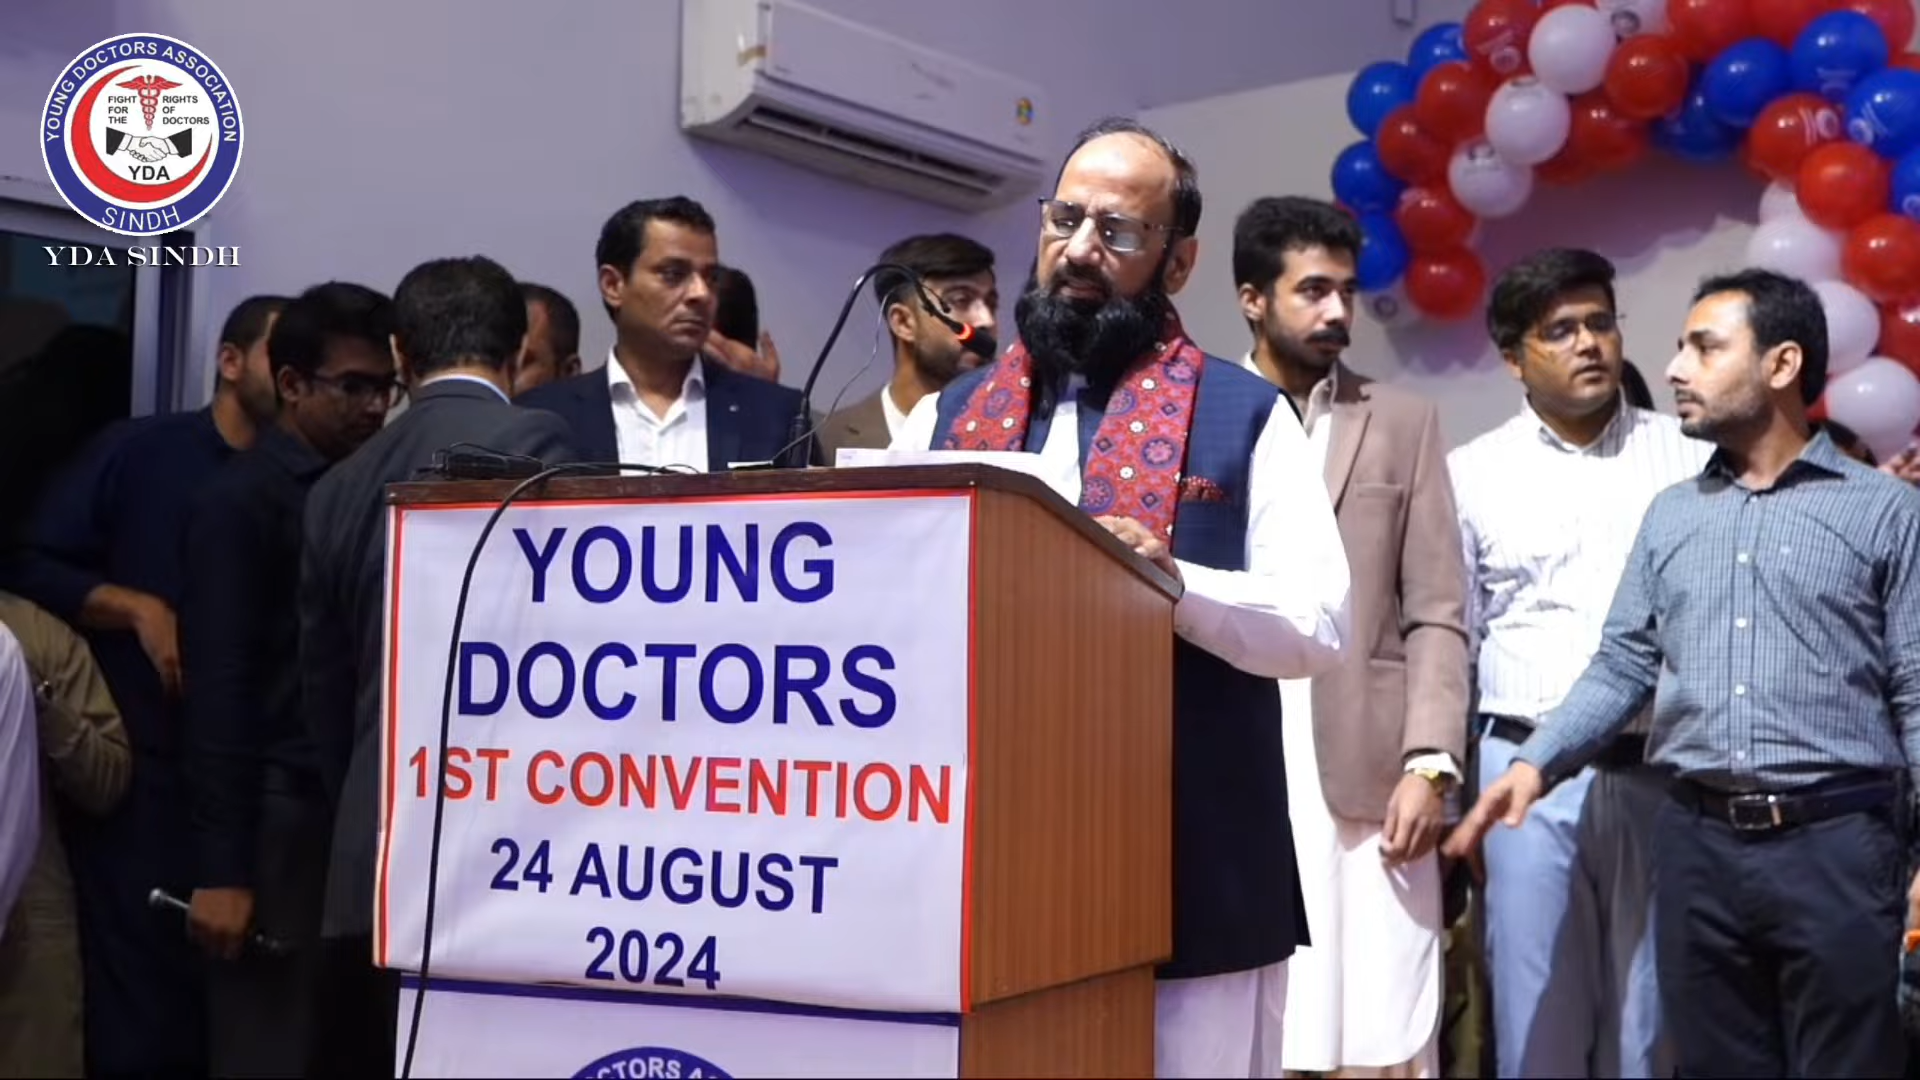 YOUNG DOCTORS ASSOCIATION
FIGHT RIGHTS
FOR OF
THE DOCTORS
YDA
SINDH
YDA SINDH
YOUNG
DOCTORS
1ST CONVENTION
24 AUGUST
2024